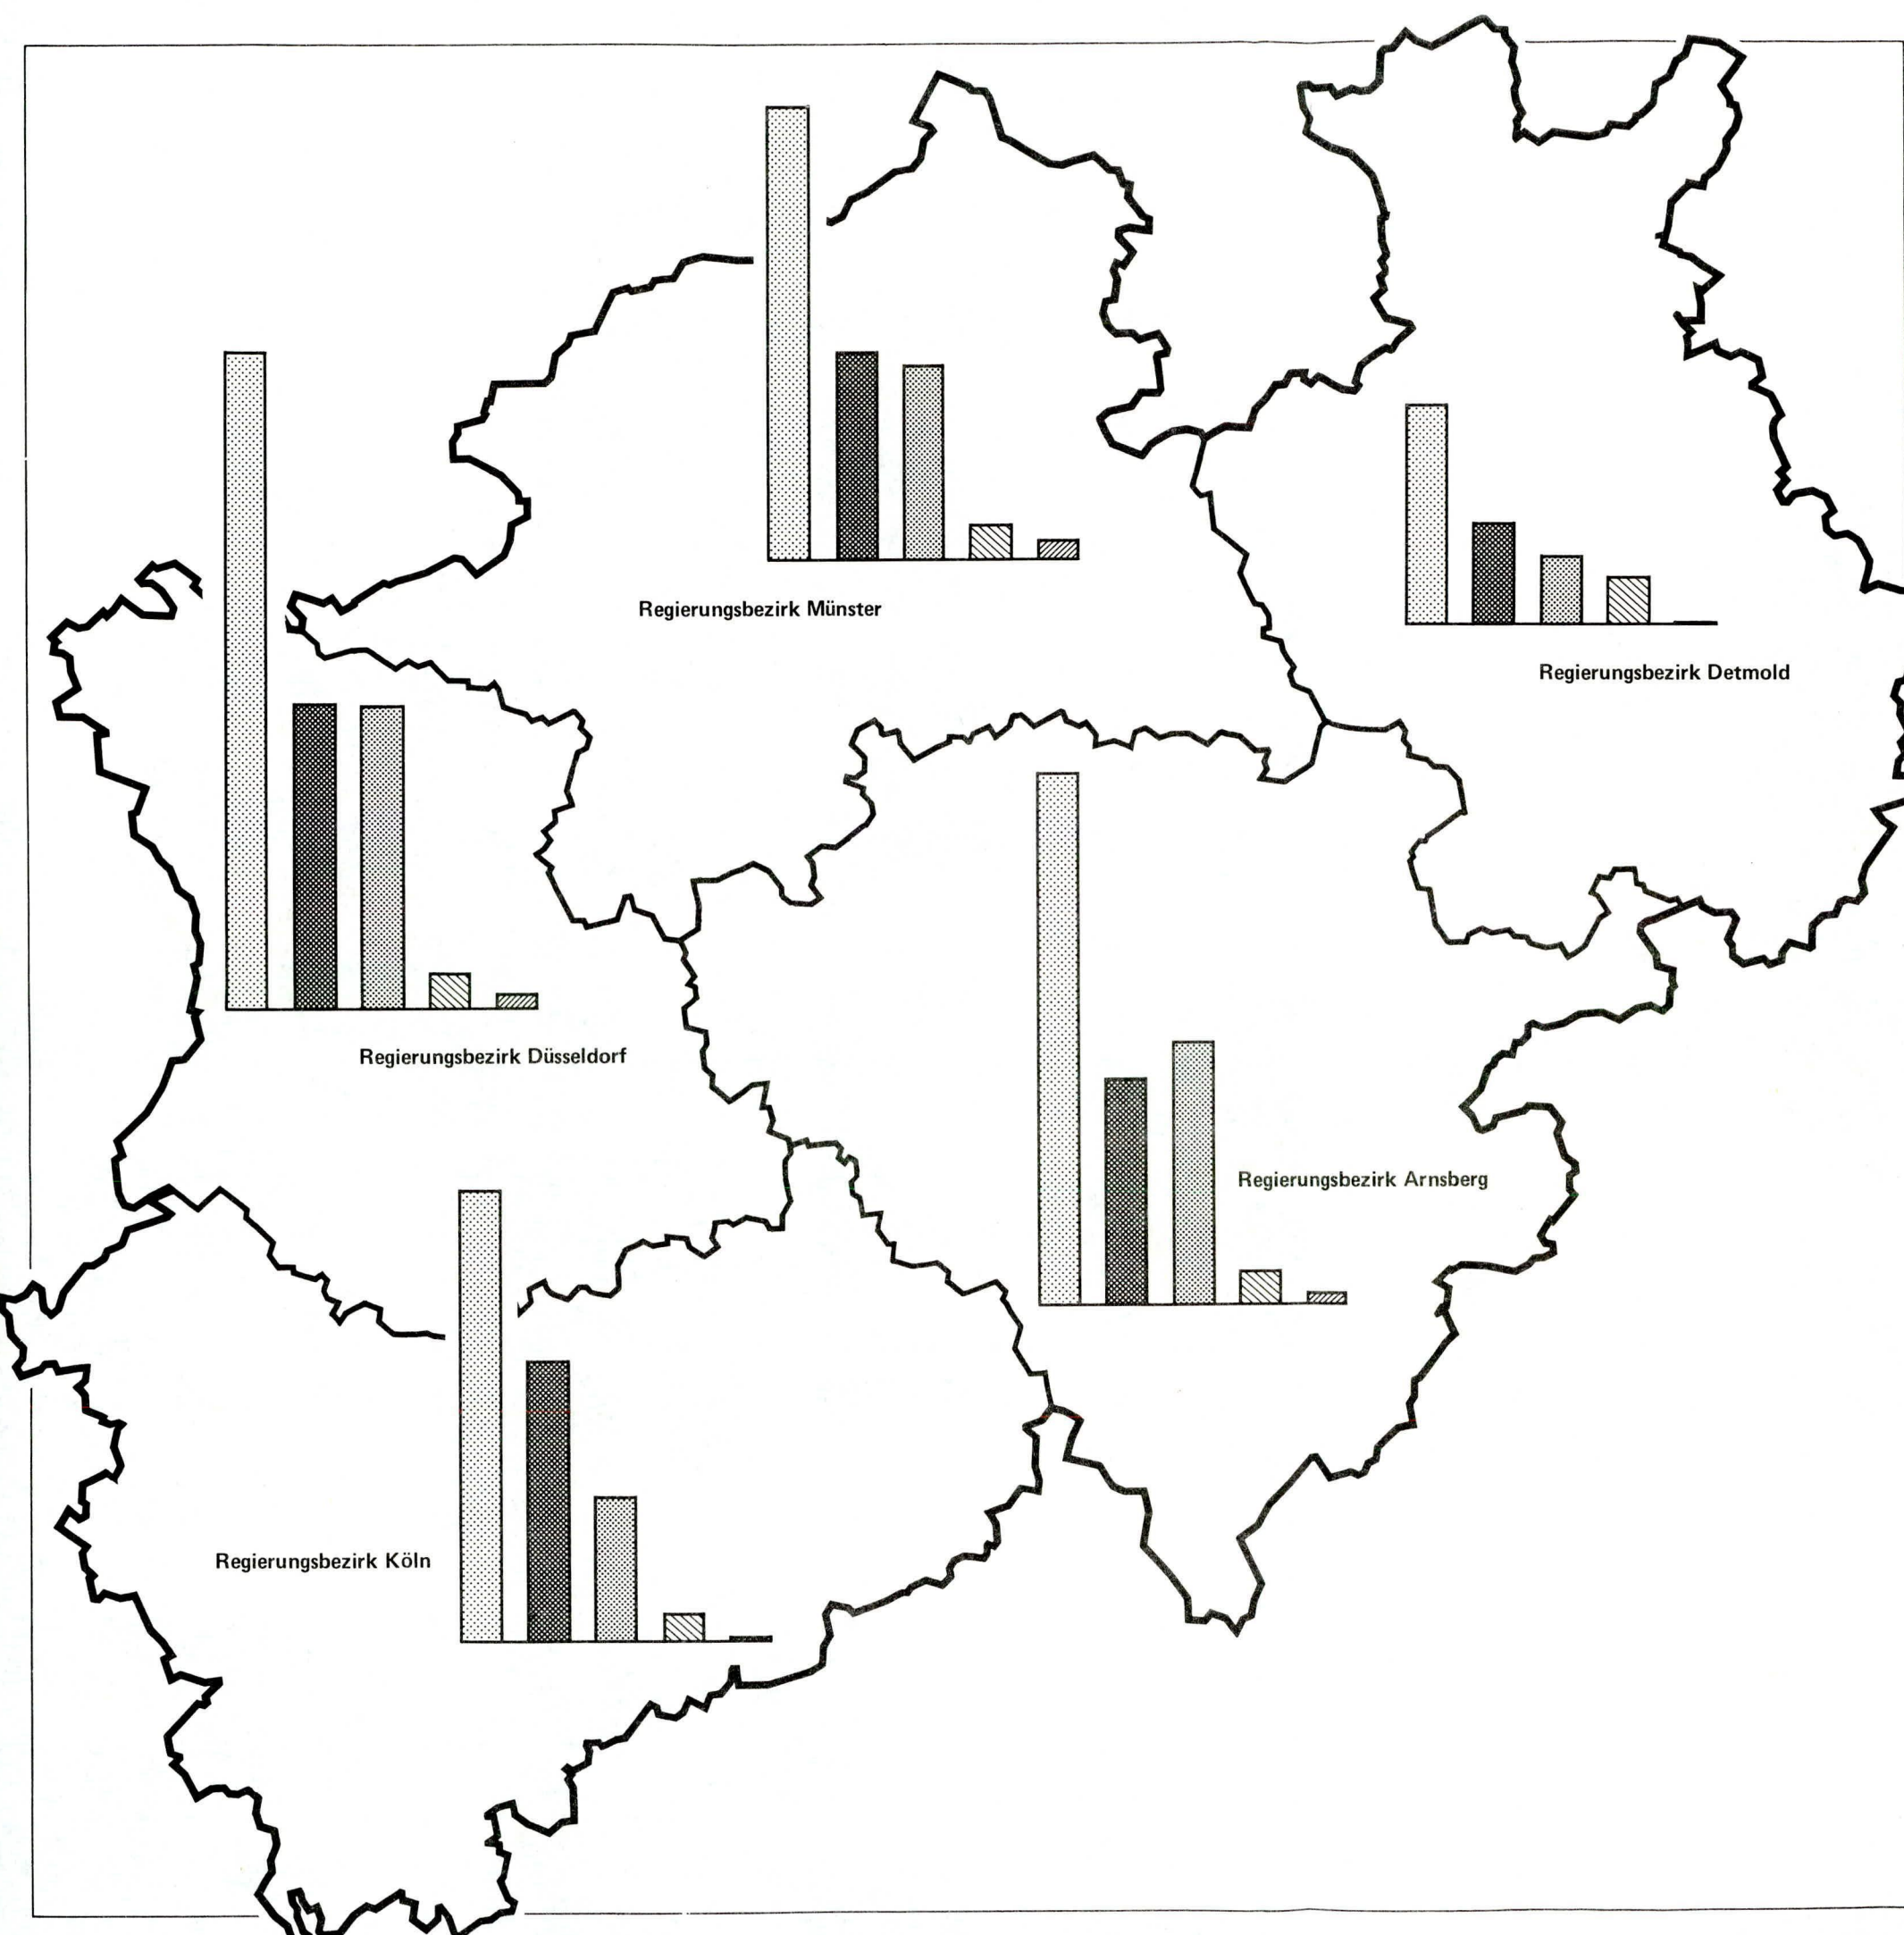 Regierungsbezirk Münster
Regierungsbezirk Detmold
Regierungsbezirk Düsseldorf
Regierungsbezirk Arnsberg
Regierungsbezirk Köln